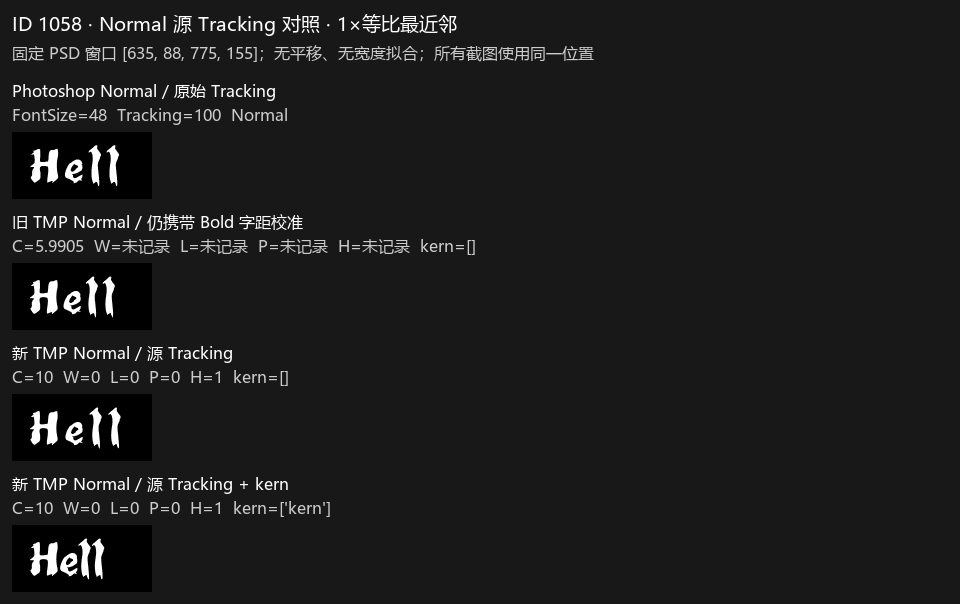 ID 1058 · Normal 源 Tracking 对照 · 1×等比最近邻
固定 PSD 窗口 [635, 88, 775, 155]；无平移、无宽度拟合；所有截图使用同一位置
Photoshop Normal / 原始 Tracking
FontSize=48 Tracking=100 Normal
Hell
旧 TMP Normal / 仍携带 Bold 字距校准
C=5.9905 W=未记录 L=未记录 P=未记录 H=未记录 kern=[]
Hell
新 TMP Normal / 源 Tracking
C=10 W=0 L=0 P=0 H=1 kern=[]
Hell
新 TMP Normal / 源 Tracking + kern
C=10 W=0 L=0 P=0 H=1 kern=['kern']
Hell